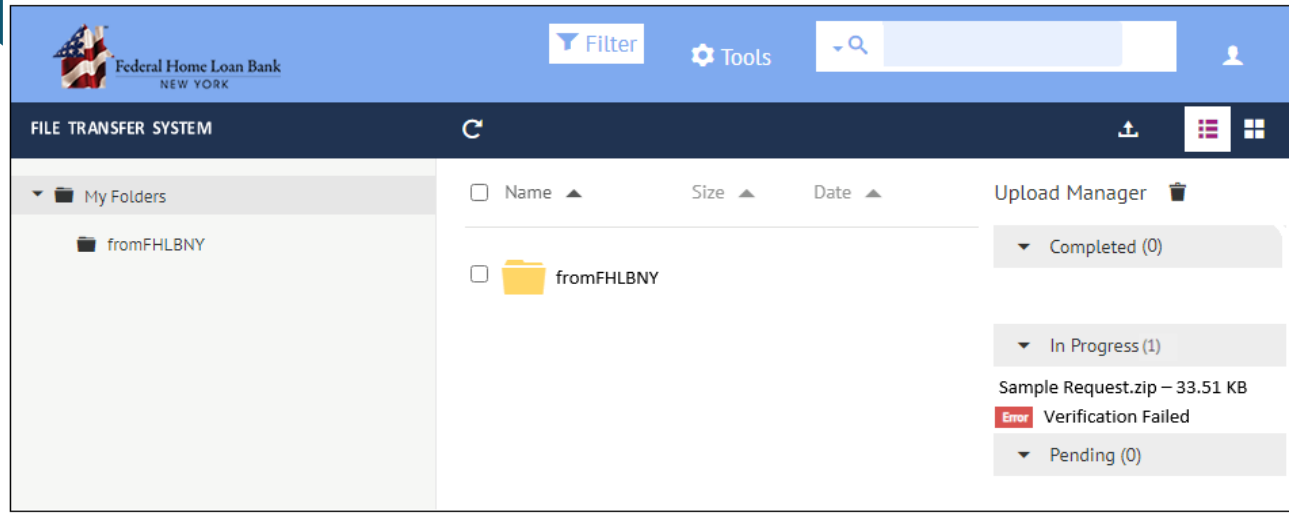 Federal Home Loan Bank
NEW YORK
Filter
Tools
FILE TRANSFER SYSTEM
My Folders
fromFHLBNY
Name
Size
Date
fromFHLBNY
Upload Manager
Completed (0)
In Progress (1)
Sample Request.zip – 33.51 KB
Error Verification Failed
Pending (0)